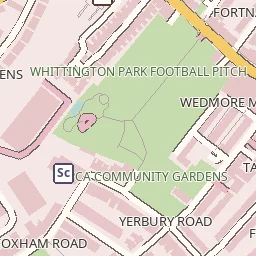 FORTN
WHITTINGTON PARK FOOTBALL PITCH
ENS
WEDMORE M
TA
Sc
CA COMMUNITY GARDENS
YERBURY ROAD
F
OXHAM ROAD